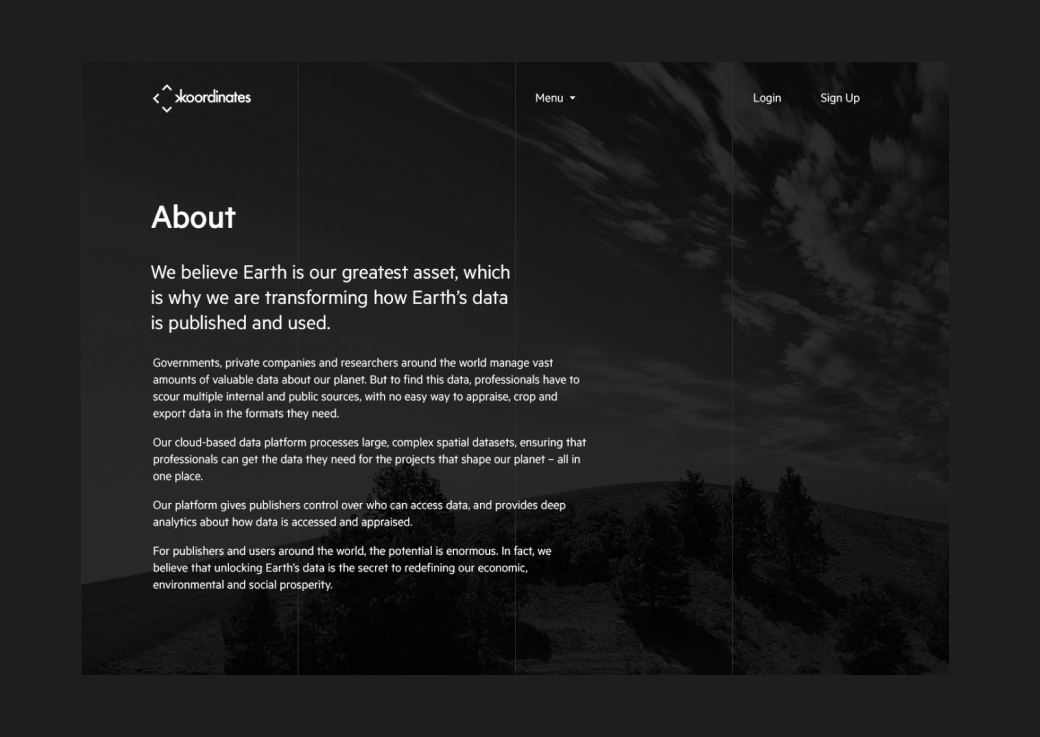 koordinates
Menu
Login
Sign Up
About
We believe Earth is our greatest asset, which
is why we are transforming how Earth's data
is published and used.
Governments, private companies and researchers around the world manage vast
amounts of valuable data about our planet. But to find this data, professionals have to
scour multiple internal and public sources, with no easy way to appraise, crop and
export data in the formats they need.
Our cloud-based data platform processes large, complex spatial datasets, ensuring that
professionals can get the data they need for the projects that shape our planet – all in
one place.
Our platform gives publishers control over who can access data, and provides deep
analytics about how data is accessed and appraised.
For publishers and users around the world, the potential is enormous. In fact, we
believe that unlocking Earth's data is the secret to redefining our economic,
environmental and social prosperity.